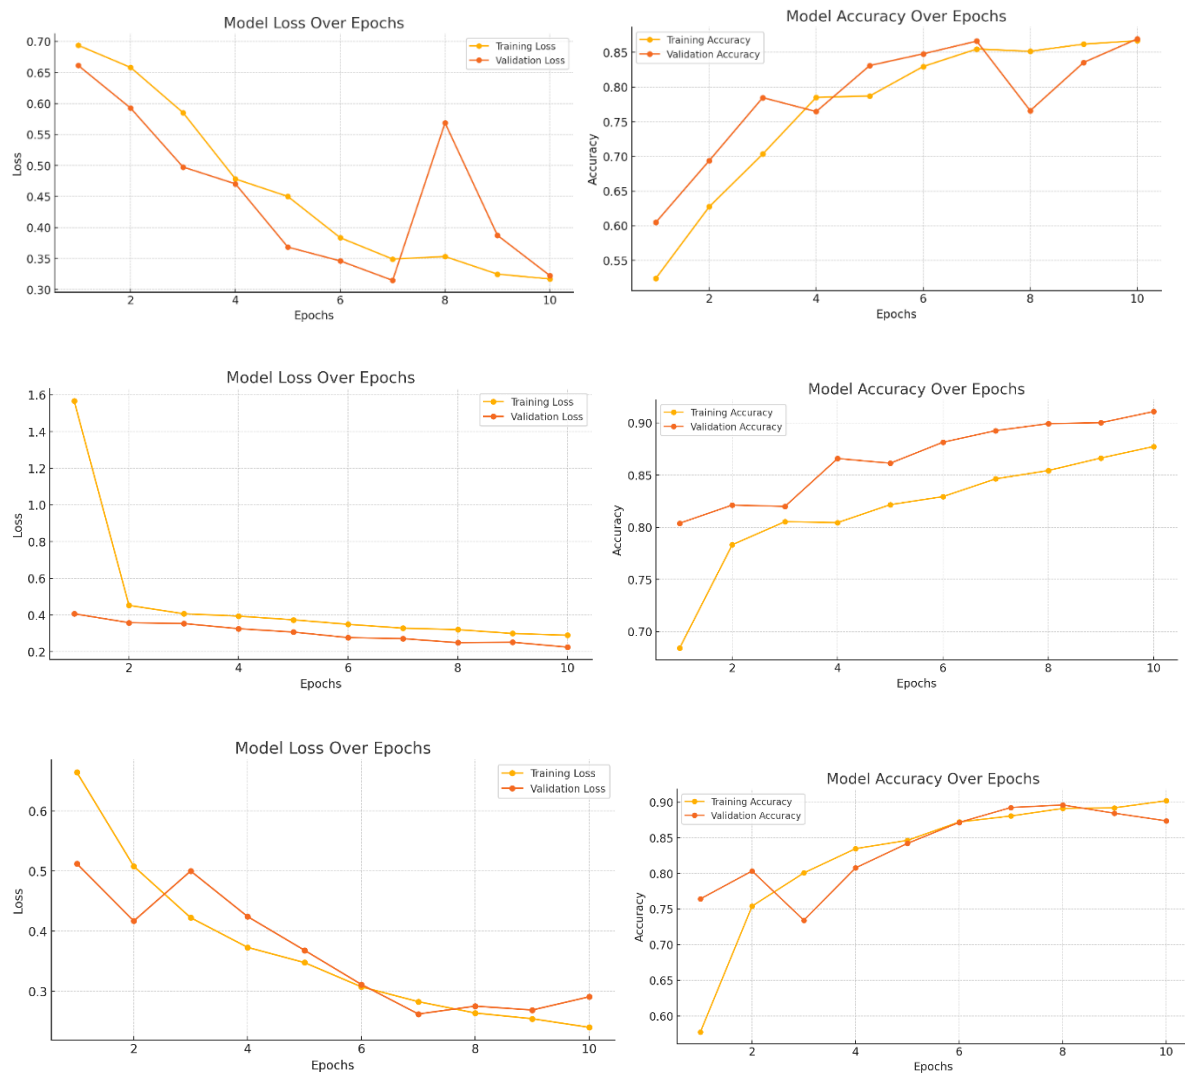 Model Loss Over Epochs
0.70
0.65
0.60
0.55
0.50
0.45
0.40
0.35
0.30
Loss
Training Loss
Validation Loss
2 4 6 8 10
Epochs
Model Accuracy Over Epochs
0.85
0.80
0.75
0.70
0.65
0.60
0.55
Accuracy
Training Accuracy
Validation Accuracy
2 4 6 8 10
Epochs
Model Loss Over Epochs
1.6
1.4
1.2
1.0
0.8
0.6
0.4
0.2
Loss
Training Loss
Validation Loss
2 4 6 8 10
Epochs
Model Accuracy Over Epochs
0.90
0.85
0.80
0.75
0.70
Accuracy
Training Accuracy
Validation Accuracy
2 4 6 8 10
Epochs
Model Loss Over Epochs
0.6
0.5
0.4
0.3
Loss
Training Loss
Validation Loss
2 4 6 8 10
Epochs
Model Accuracy Over Epochs
0.90
0.85
0.80
0.75
0.70
0.65
0.60
Accuracy
Training Accuracy
Validation Accuracy
2 4 6 8 10
Epochs